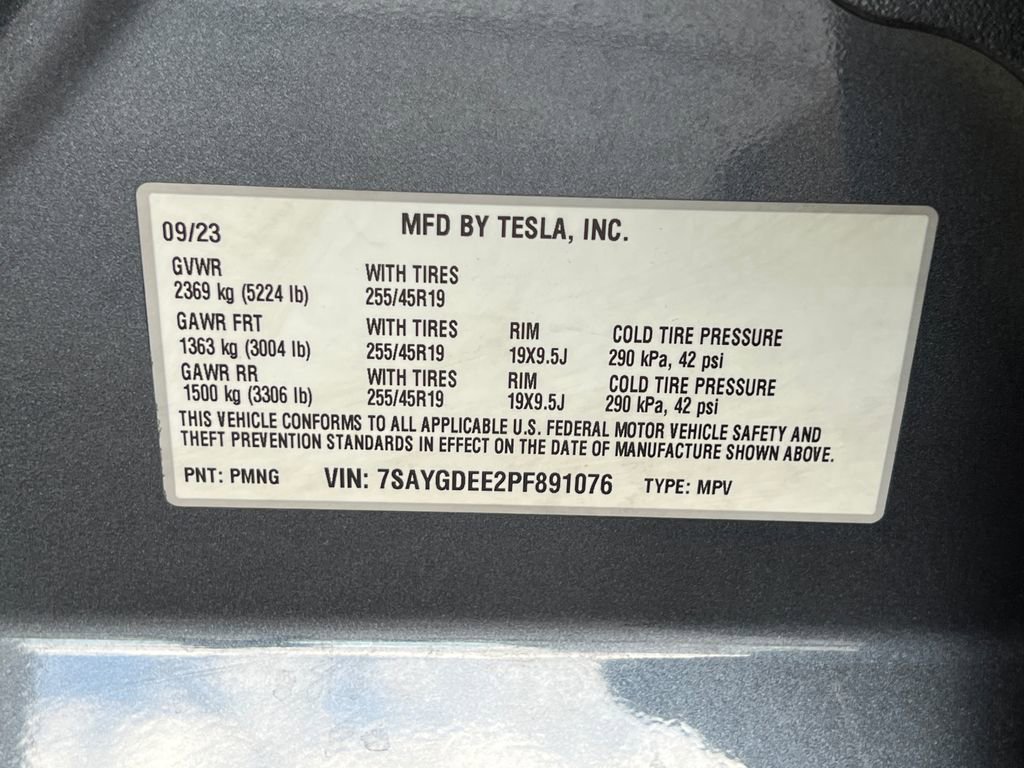 09/23 MFD BY TESLA, INC.
GVWR WITH TIRES
2369 kg (5224 lb) 255/45R19
GAWR FRT WITH TIRES RIM COLD TIRE PRESSURE
1363 kg (3004 lb) 255/45R19 19X9.5J 290 kPa, 42 psi
GAWR RR WITH TIRES RIM COLD TIRE PRESSURE
1500 kg (3306 lb) 255/45R19 19X9.5J 290 kPa, 42 psi
THIS VEHICLE CONFORMS TO ALL APPLICABLE U.S. FEDERAL MOTOR VEHICLE SAFETY AND
THEFT PREVENTION STANDARDS IN EFFECT ON THE DATE OF MANUFACTURE SHOWN ABOVE.
PNT: PMNG VIN: 7SAYGDEE2PF891076 TYPE: MPV